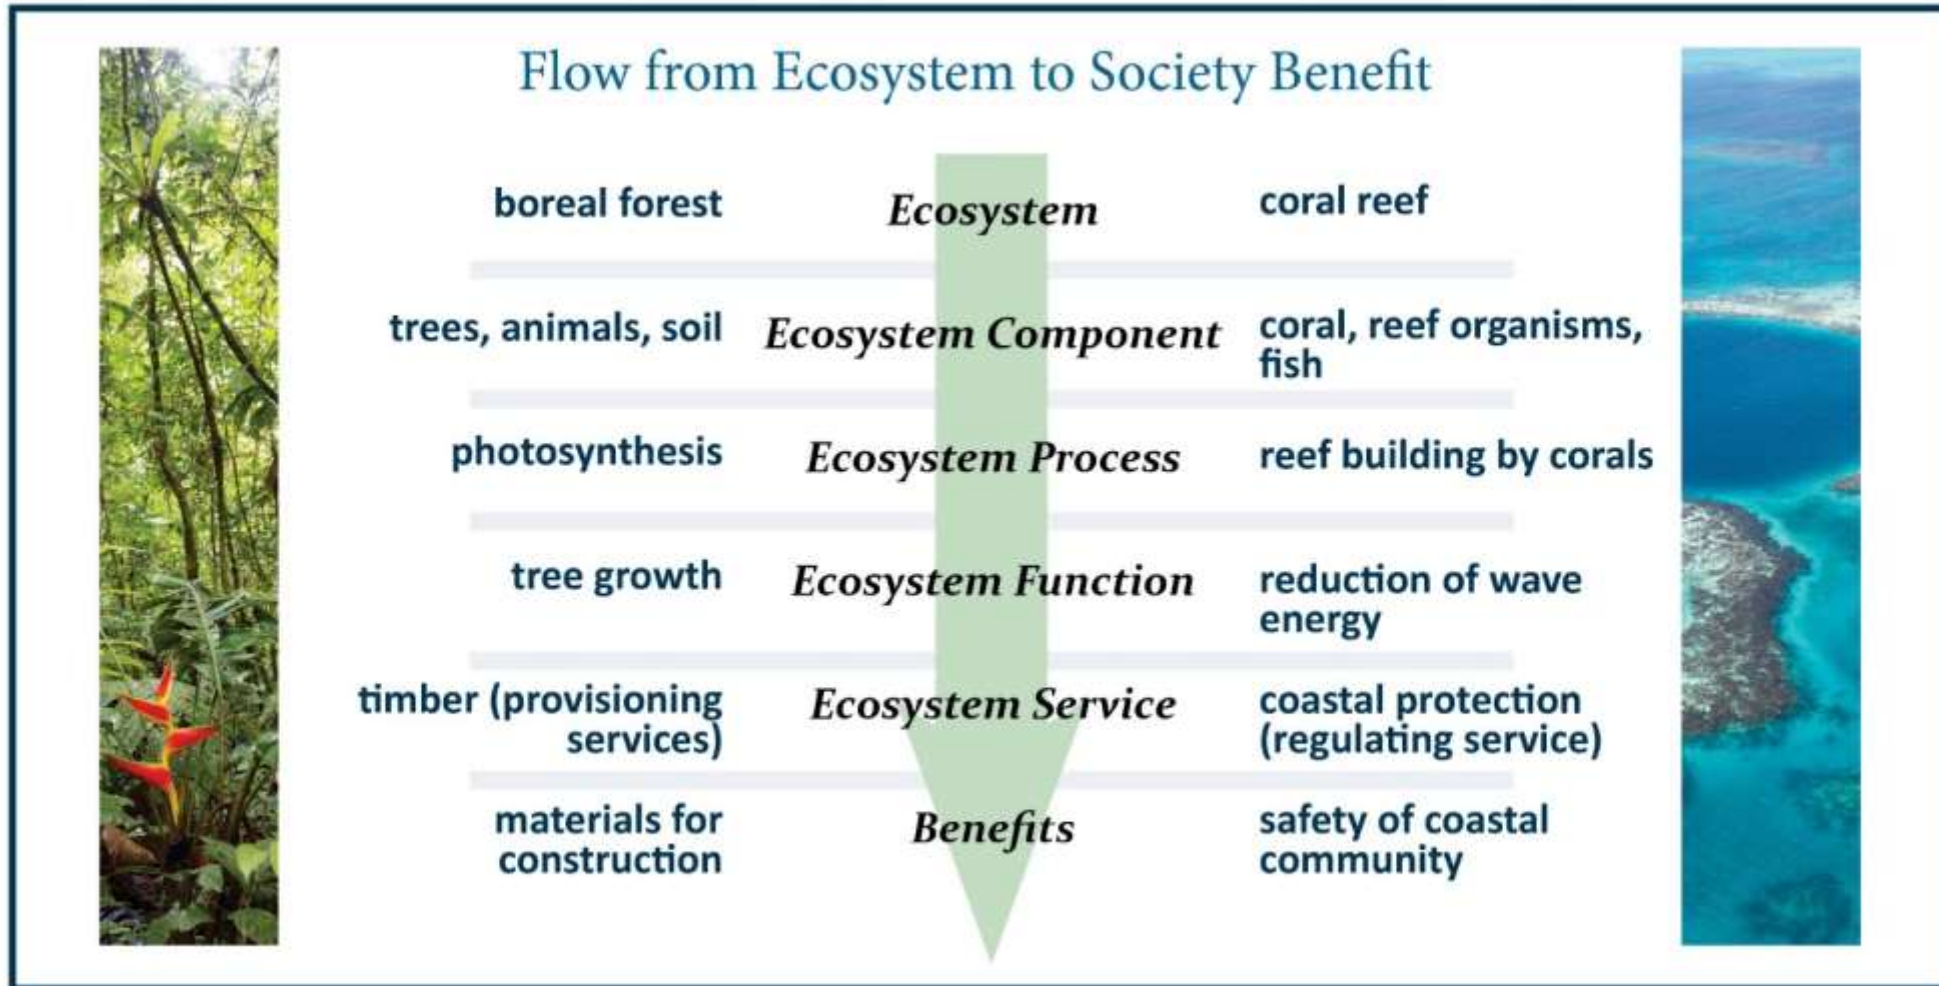 Flow from Ecosystem to Society Benefit
boreal forest Ecosystem coral reef
trees, animals, soil Ecosystem Component coral, reef organisms,
fish
photosynthesis Ecosystem Process reef building by corals
tree growth Ecosystem Function reduction of wave
energy
timber (provisioning Ecosystem Service coastal protection
services) (regulating service)
materials for Benefits safety of coastal
construction community